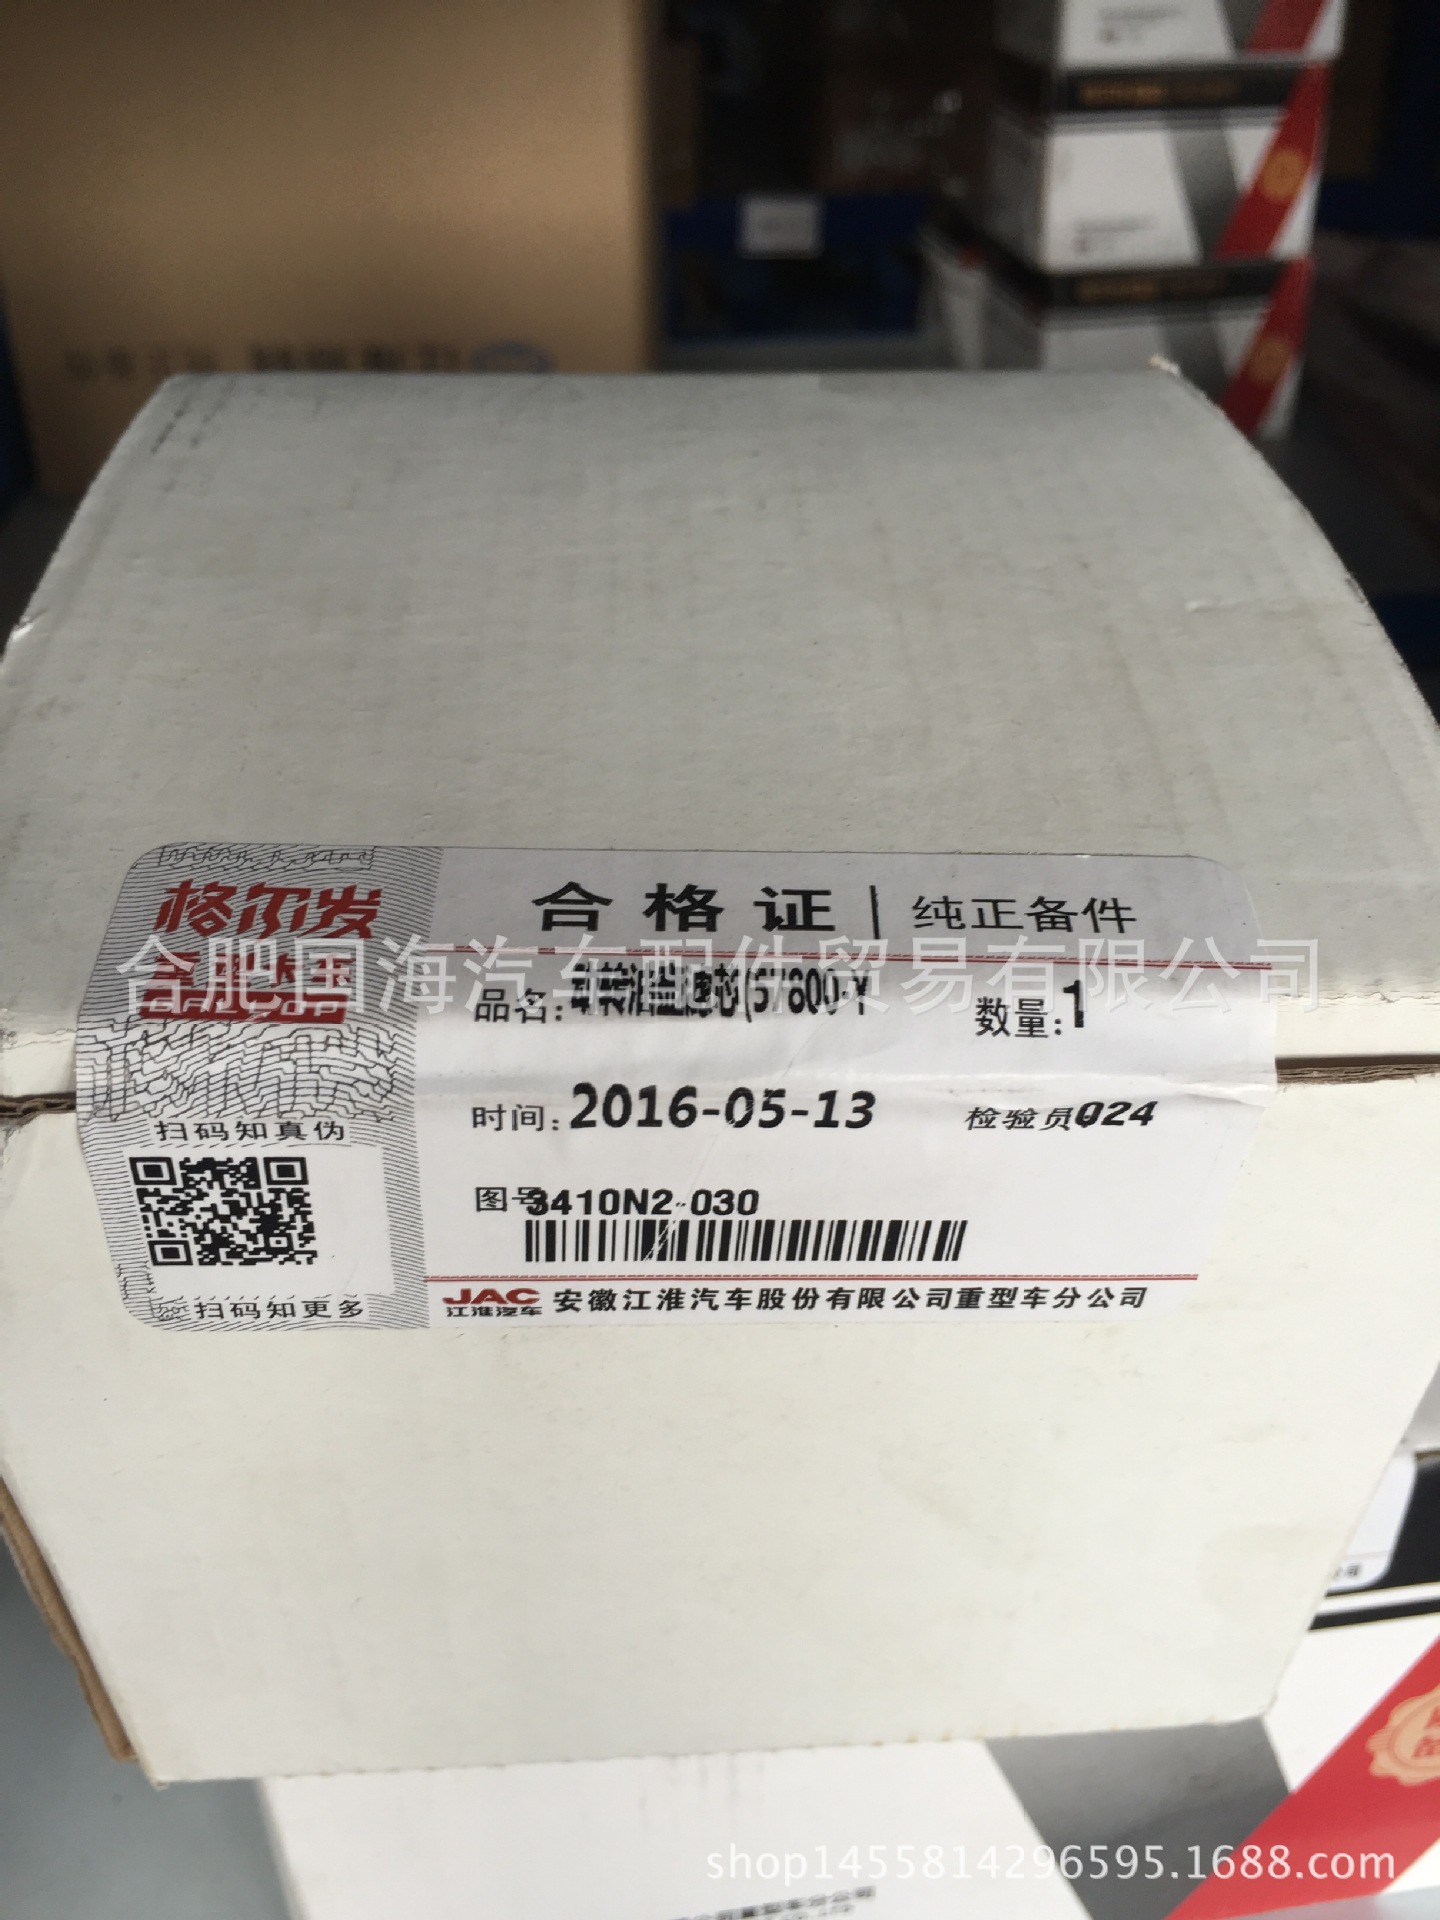 格尔发
合格证 | 纯正备件
合肥国海汽车配件贸易有限公司
品名:
数量:1
时间: 2016-05-13
检验员024
图号3410N2-030
扫码知真伪
扫码知更多
JAC
江淮汽车
安徽江淮汽车股份有限公司重型车分公司
shop1455814296595.1688.com